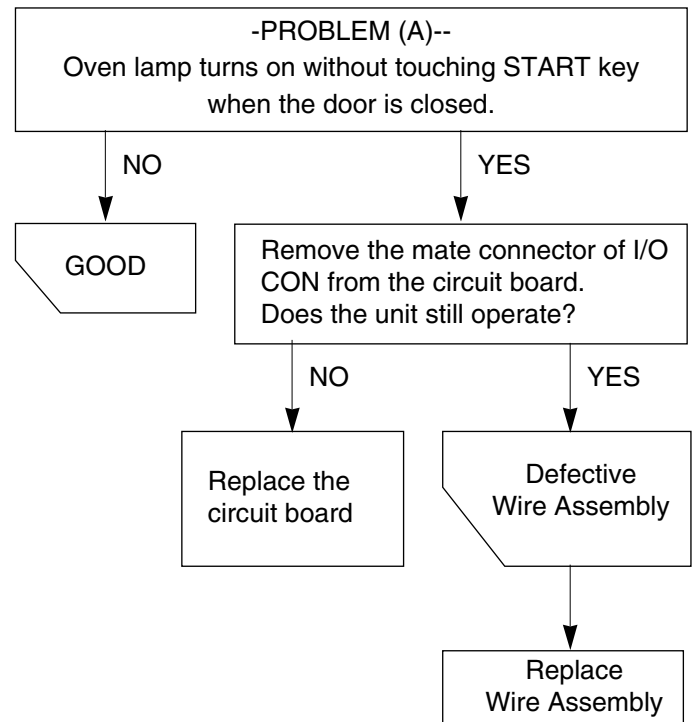 -PROBLEM (A)--
Oven lamp turns on without touching START key
when the door is closed.
NO
YES
GOOD
Remove the mate connector of I/O
CON from the circuit board.
Does the unit still operate?
NO
YES
Replace the
circuit board
Defective
Wire Assembly
Replace
Wire Assembly